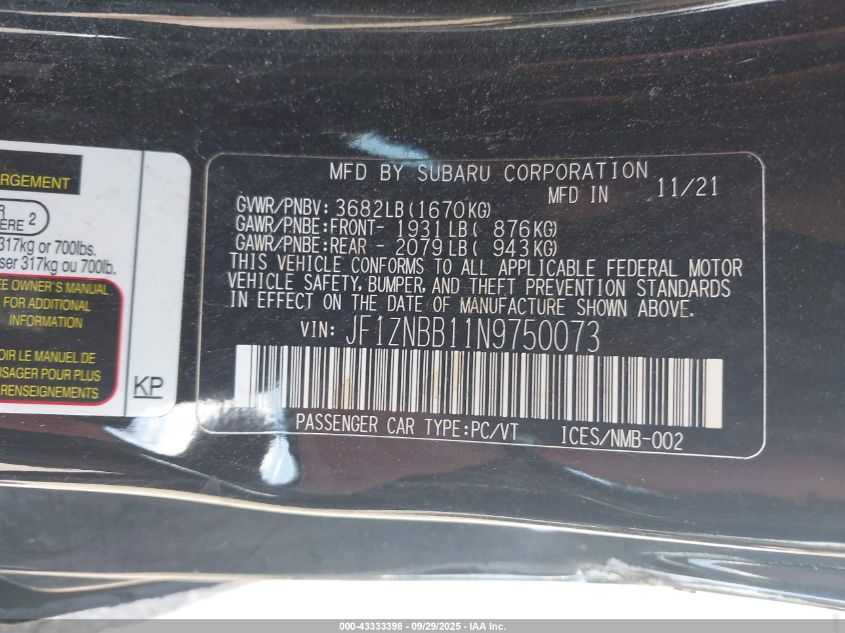 RGEMENT
ÈRE 2
317kg or 700lbs.
ser 317kg ou 700lb.
EE OWNER'S MANUAL
FOR ADDITIONAL
INFORMATION
OIR LE MANUEL DE
USAGER POUR PLUS
RENSEIGNEMENTS
KP
MFD BY SUBARU CORPORATION
MFD IN 11/21
GVWR/PNBV: 3682LB(1670KG)
GAWR/PNBE:FRONT- 1931LB( 876KG)
GAWR/PNBE:REAR - 2079LB( 943KG)
THIS VEHICLE CONFORMS TO ALL APPLICABLE FEDERAL MOTOR
VEHICLE SAFETY, BUMPER, AND THEFT PREVENTION STANDARDS
IN EFFECT ON THE DATE OF MANUFACTURE SHOWN ABOVE.
VIN: JF1ZNBB11N9750073
PASSENGER CAR TYPE:PC/VT ICES/NMB-002
000-43333398 - 09/29/2025 - IAA Inc.